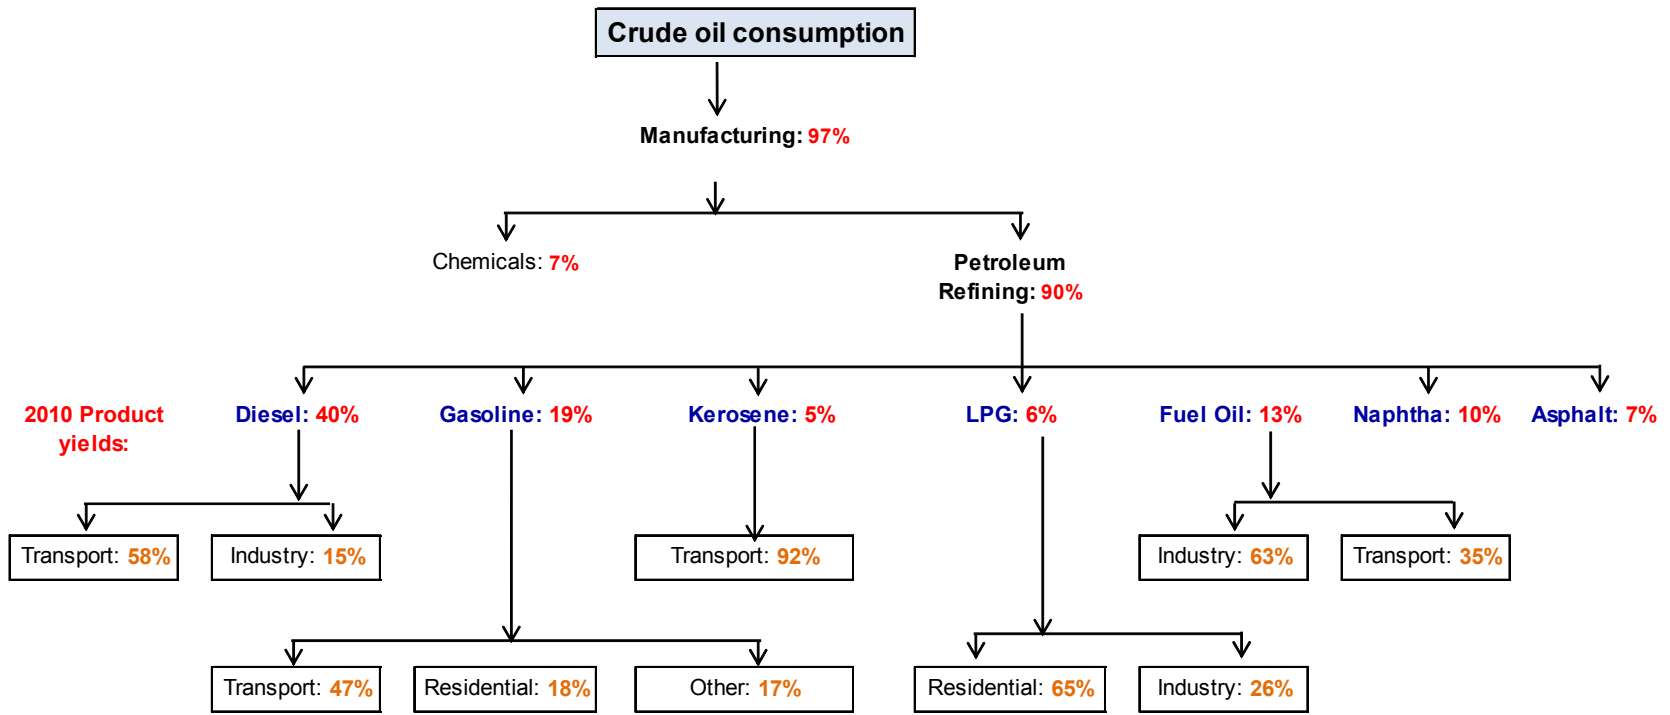 Crude oil consumption
Manufacturing: 97%
Chemicals: 7%
Petroleum
Refining: 90%
2010 Product
yields:
Diesel: 40%
Gasoline: 19%
Kerosene: 5%
LPG: 6%
Fuel Oil: 13%
Naphtha: 10%
Asphalt: 7%
Transport: 58%
Industry: 15%
Transport: 92%
Industry: 63%
Transport: 35%
Transport: 47%
Residential: 18%
Other: 17%
Residential: 65%
Industry: 26%